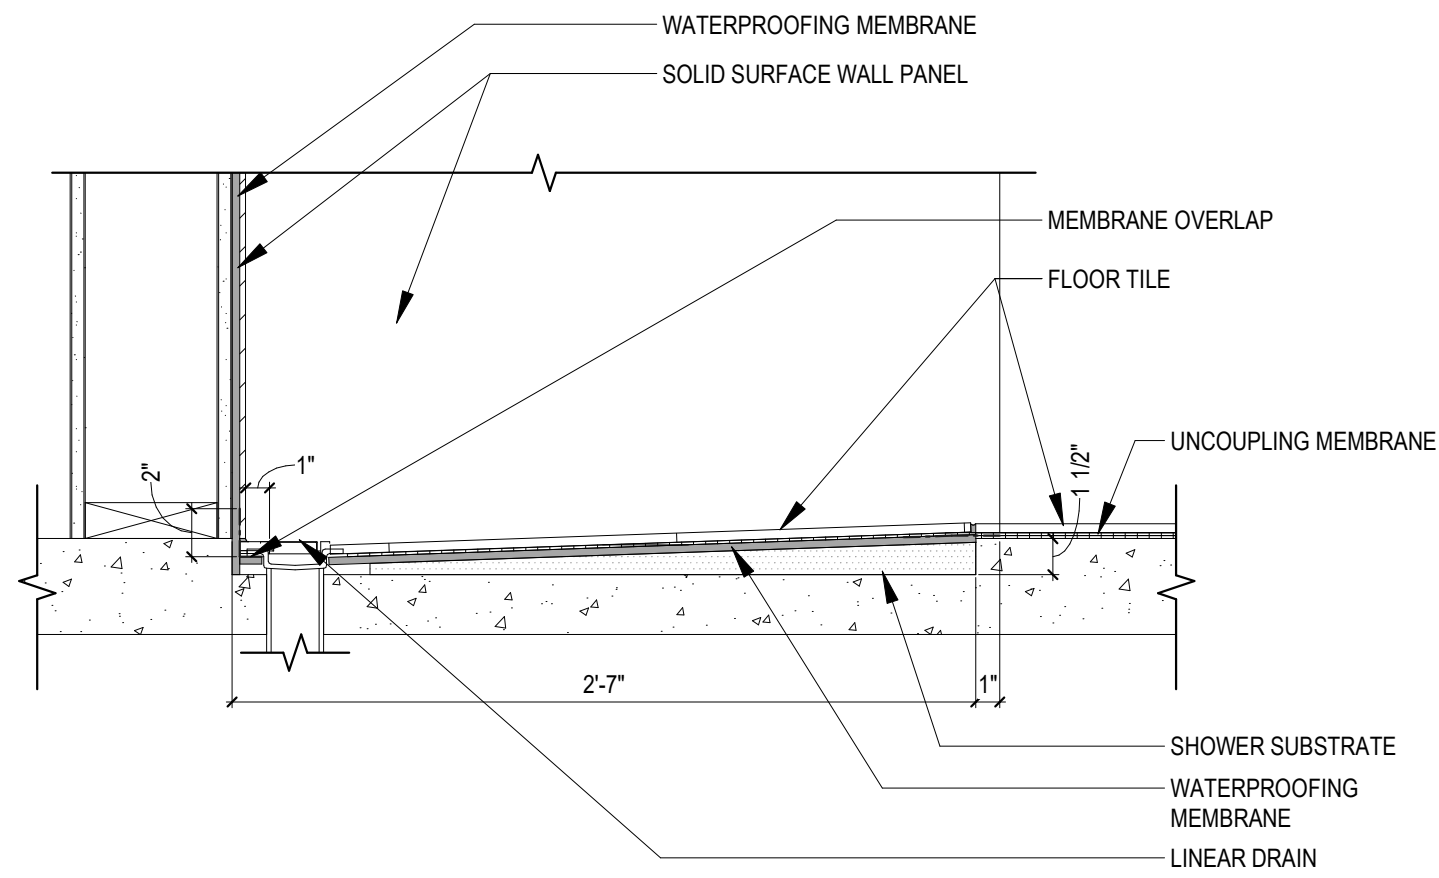 WATERPROOFING MEMBRANE
SOLID SURFACE WALL PANEL
MEMBRANE OVERLAP
FLOOR TILE
UNCOUPLING MEMBRANE
2"
1"
1 1/2"
2'-7"
1"
SHOWER SUBSTRATE
WATERPROOFING
MEMBRANE
LINEAR DRAIN